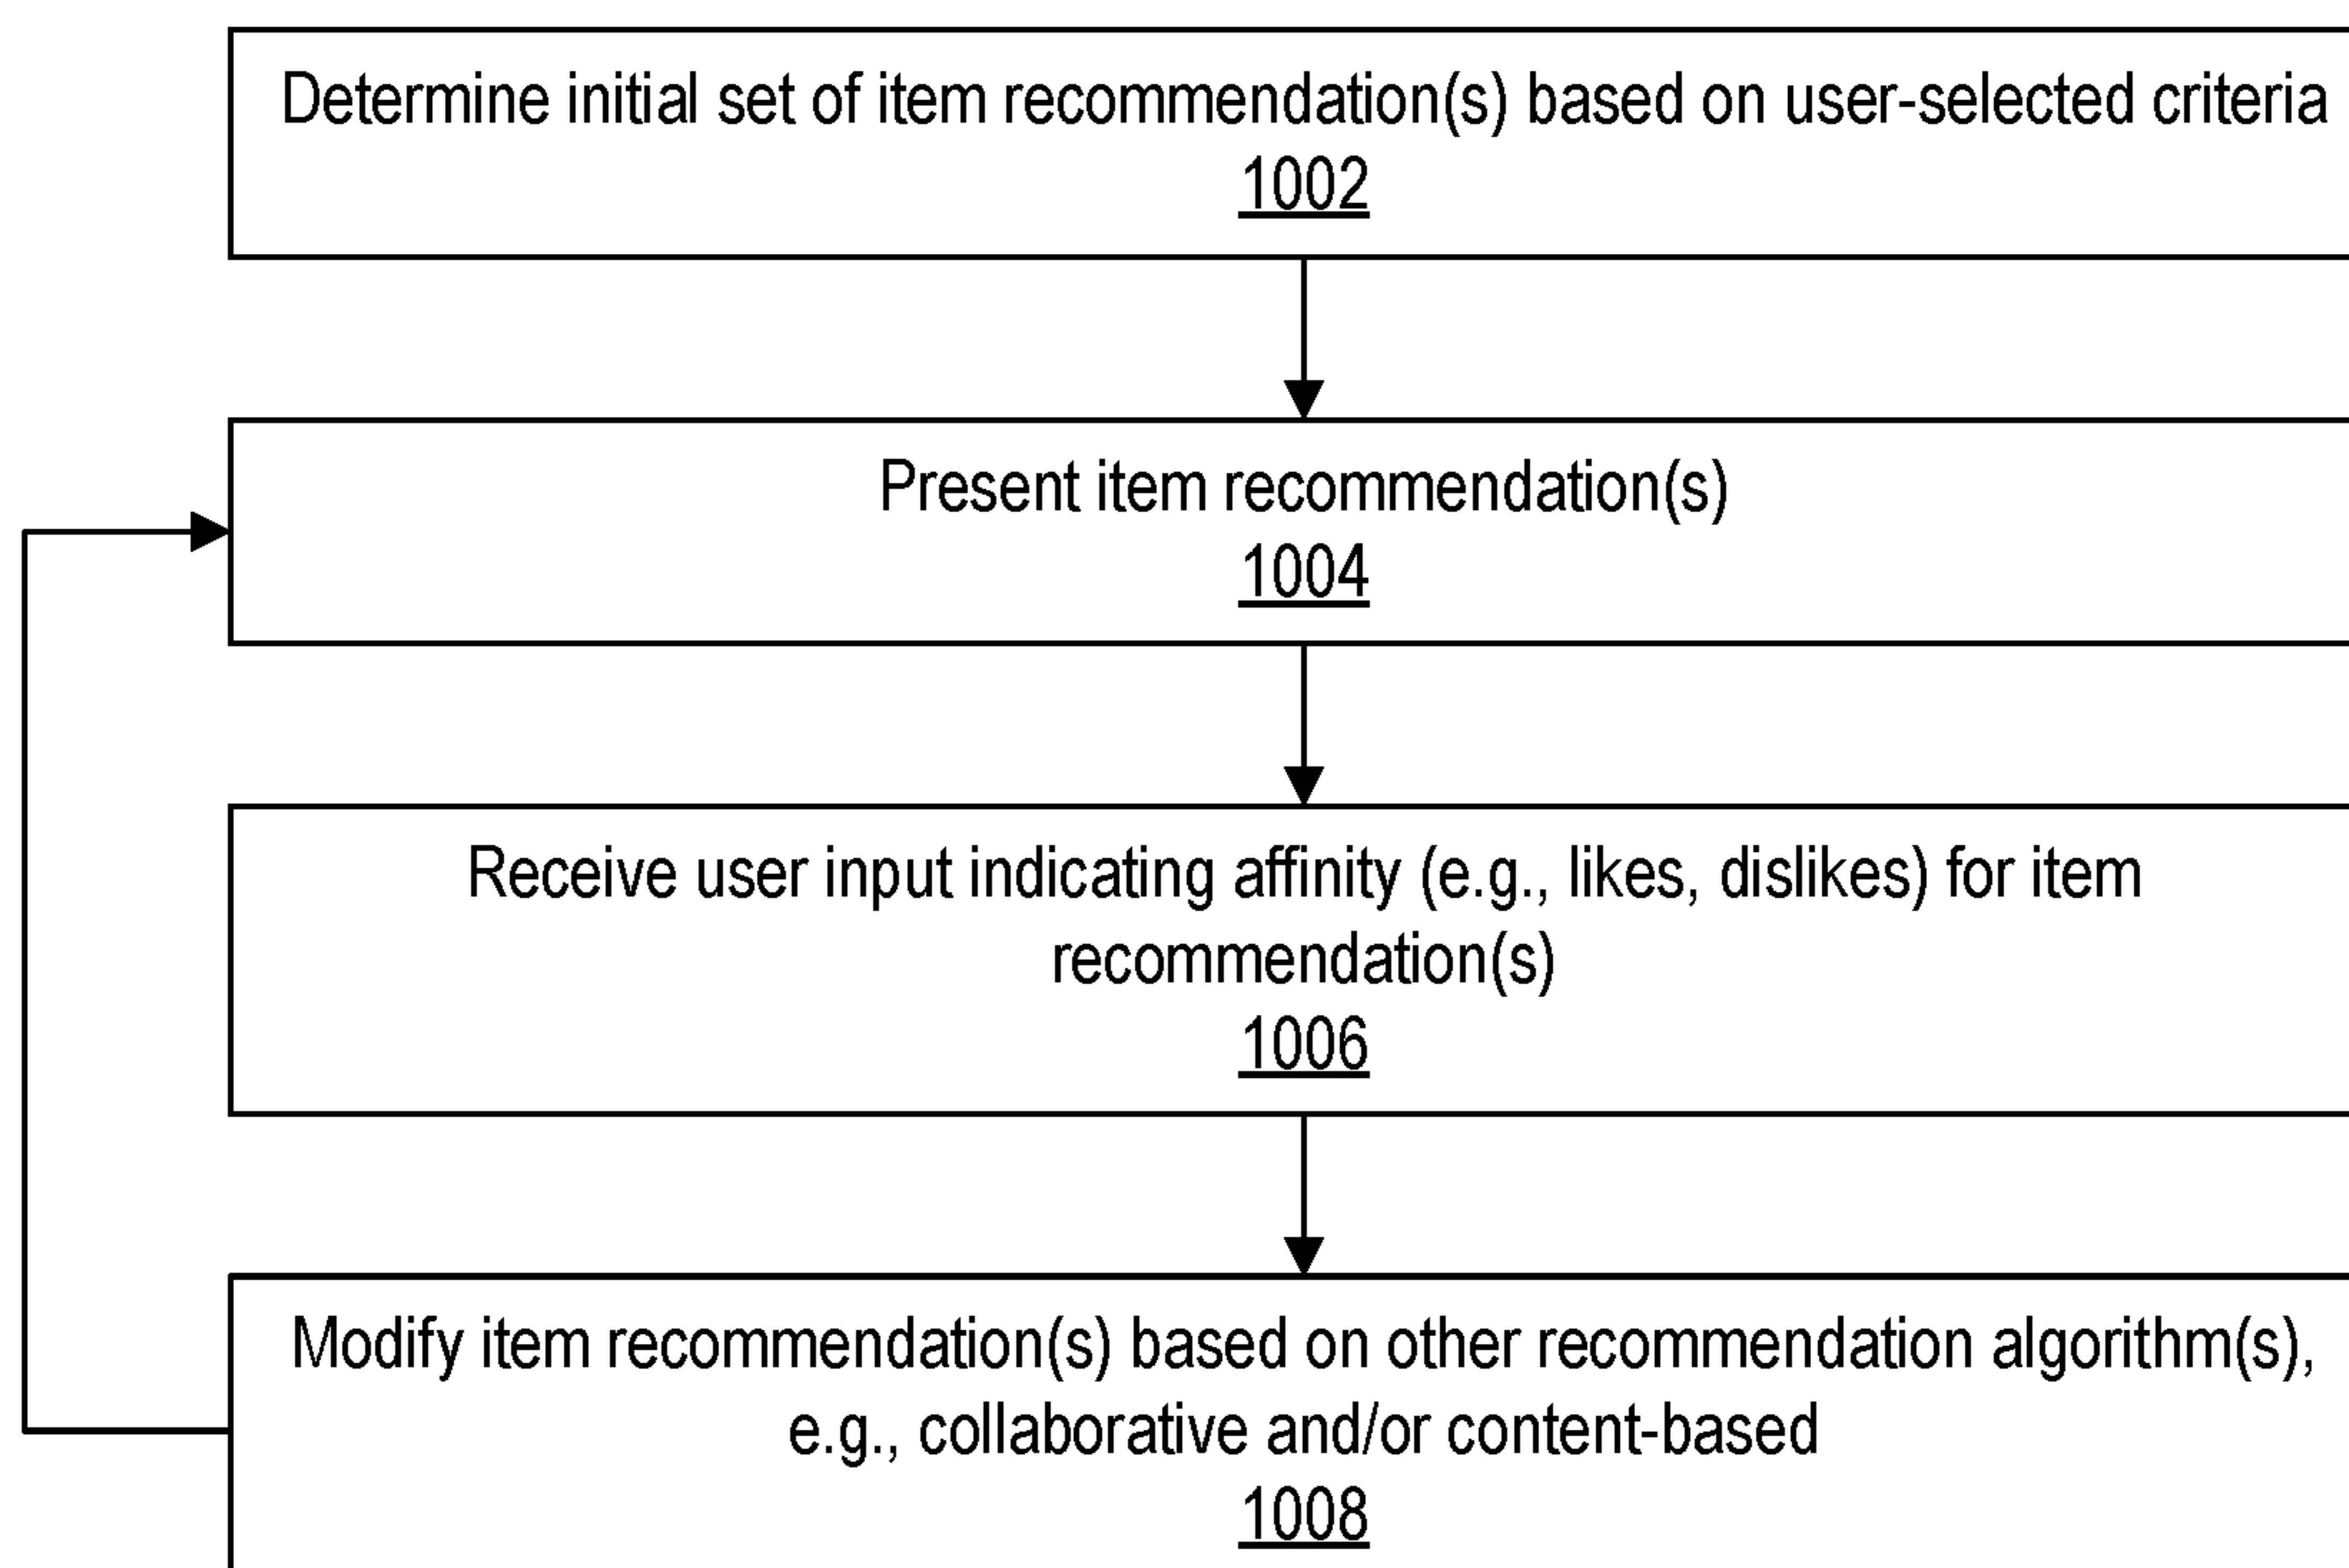 Determine initial set of item recommendation(s) based on user-selected criteria
1002
Present item recommendation(s)
1004
Receive user input indicating affinity (e.g., likes, dislikes) for item
recommendation(s)
1006
Modify item recommendation(s) based on other recommendation algorithm(s),
e.g., collaborative and/or content-based
1008